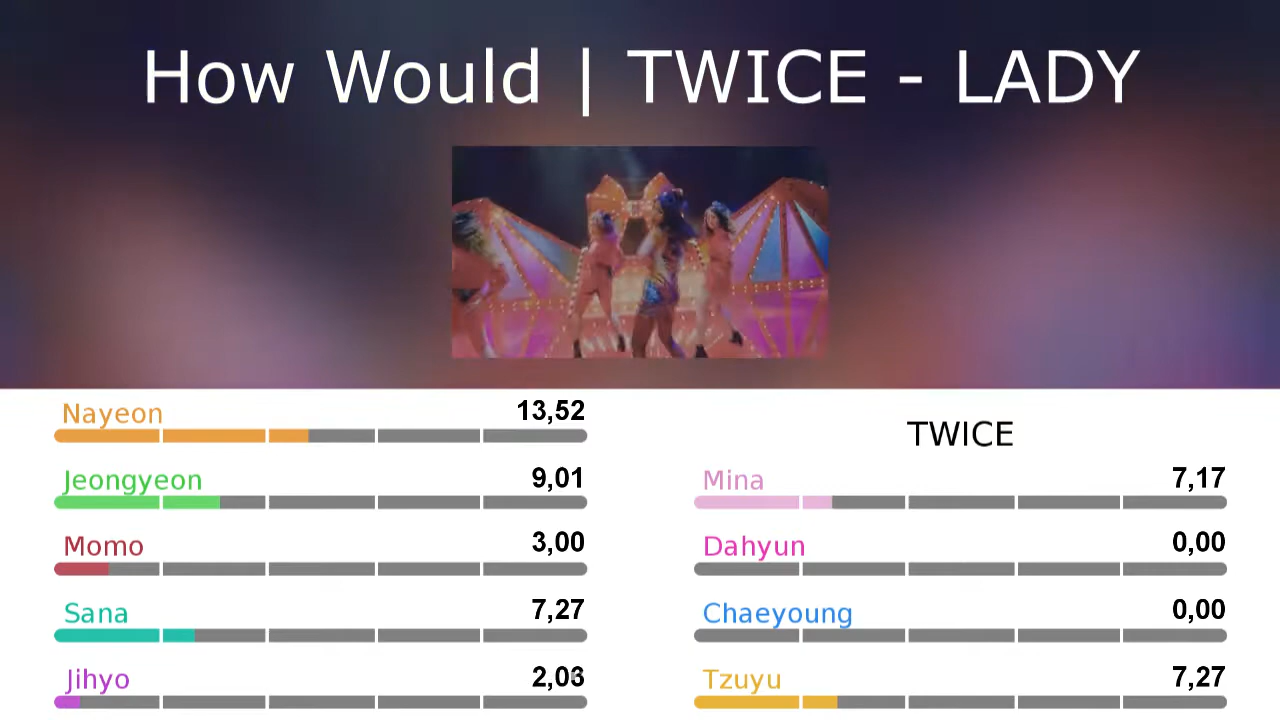 How Would | TWICE - LADY
Nayeon 13,52
Jeongyeon 9,01
Momo 3,00
Sana 7,27
Jihyo 2,03
TWICE
Mina 7,17
Dahyun 0,00
Chaeyoung 0,00
Tzuyu 7,27